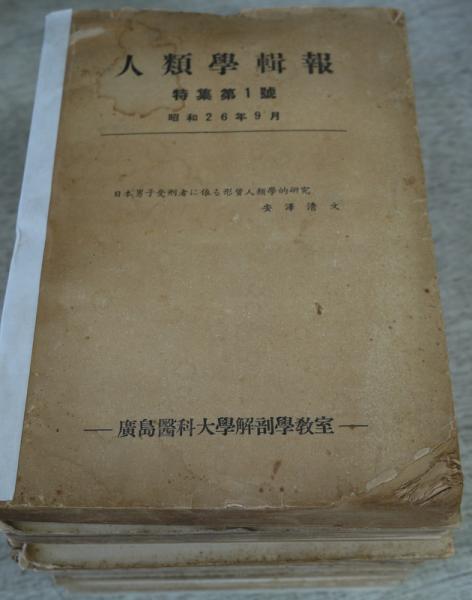 人類學輯報
特集第1號
昭和26年9月
日本男子受刑者に依る形質人類學的研究
安澤淸文
廣島醫科大學解剖學教室